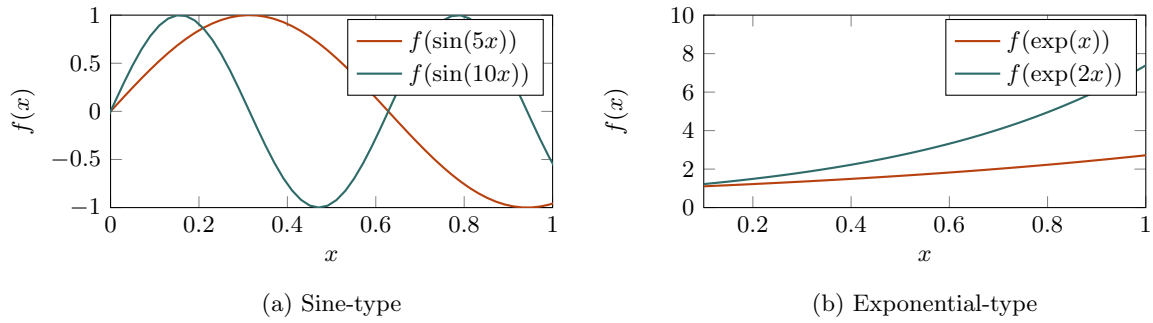 1
0.5
0
−0.5
−1
f(x)
0
0.2
0.4
0.6
0.8
1
x
f(sin(5x))
f(sin(10x))
(a) Sine-type
10
8
6
4
2
0
f(x)
0.2
0.4
0.6
0.8
1
x
f(exp(x))
f(exp(2x))
(b) Exponential-type